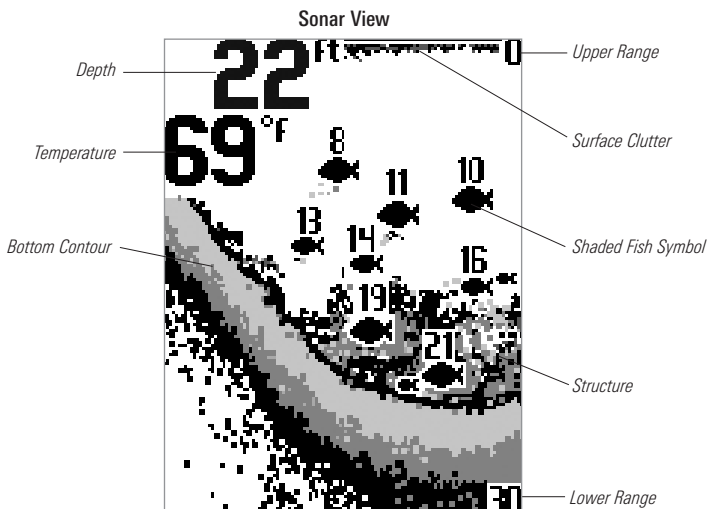 Sonar View
22 ft
0
69 °F
8
11
10
13
14
16
19
21
30
Depth
Temperature
Bottom Contour
Upper Range
Surface Clutter
Shaded Fish Symbol
Structure
Lower Range